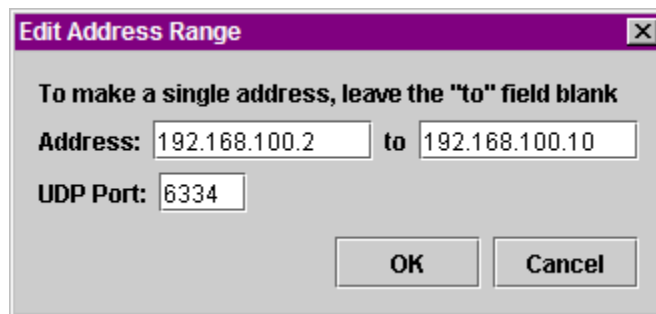 Edit Address Range
To make a single address, leave the "to" field blank
Address: 192.168.100.2 to 192.168.100.10
UDP Port: 6334
OK Cancel